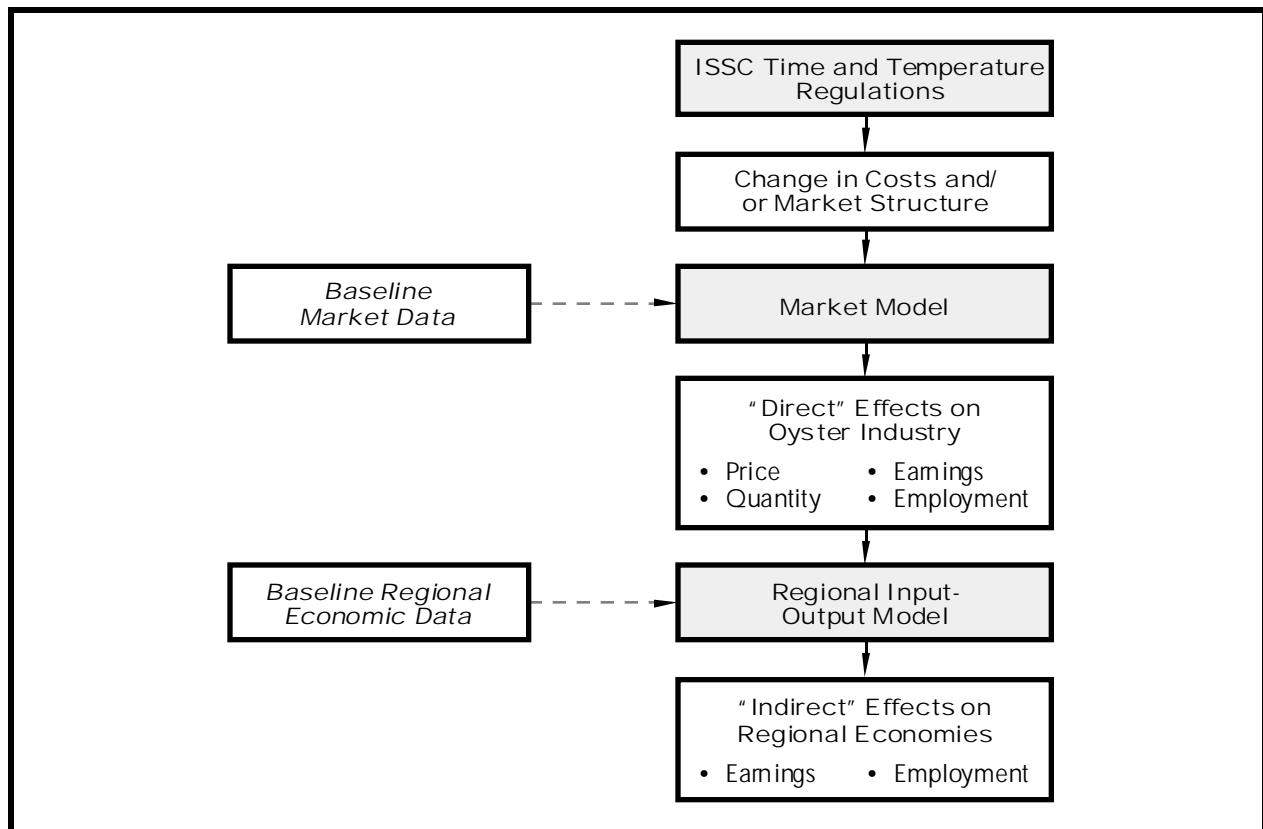 ISSC Time and Temperature
Regulations
Change in Costs and/
or Market Structure
Baseline
Market Data
Market Model
“Direct” Effects on
Oyster Industry
• Price • Earnings
• Quantity • Employment
Baseline Regional
Economic Data
Regional Input-
Output Model
“Indirect” Effects on
Regional Economies
• Earnings • Employment